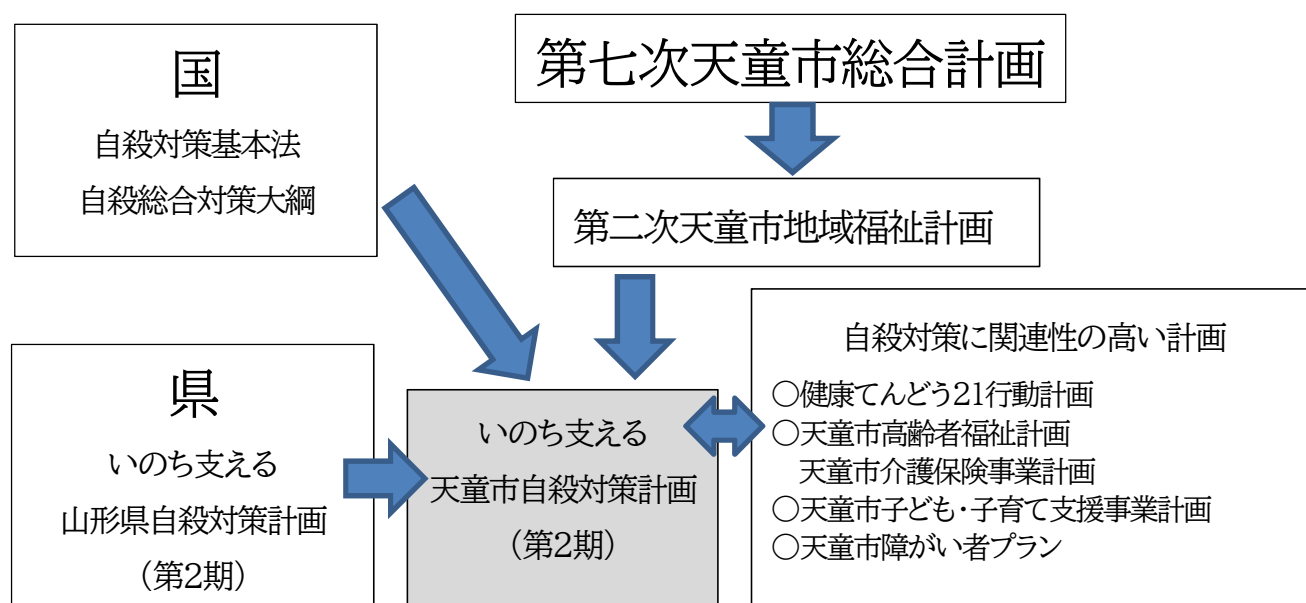 国
自殺対策基本法
自殺総合対策大綱
第七次天童市総合計画
第二次天童市地域福祉計画
県
いのち支える
山形県自殺対策計画
（第2期）
いのち支える
天童市自殺対策計画
（第2期）
自殺対策に関連性の高い計画
○健康てんどう21行動計画
○天童市高齢者福祉計画
天童市介護保険事業計画
○天童市子ども・子育て支援事業計画
○天童市障がい者プラン